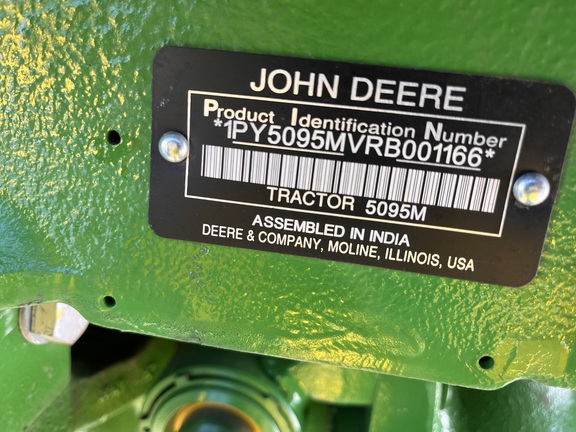 JOHN DEERE
Product Identification Number
*1PY5095MVRB001166*
TRACTOR 5095M
ASSEMBLED IN INDIA
DEERE & COMPANY, MOLINE, ILLINOIS, USA